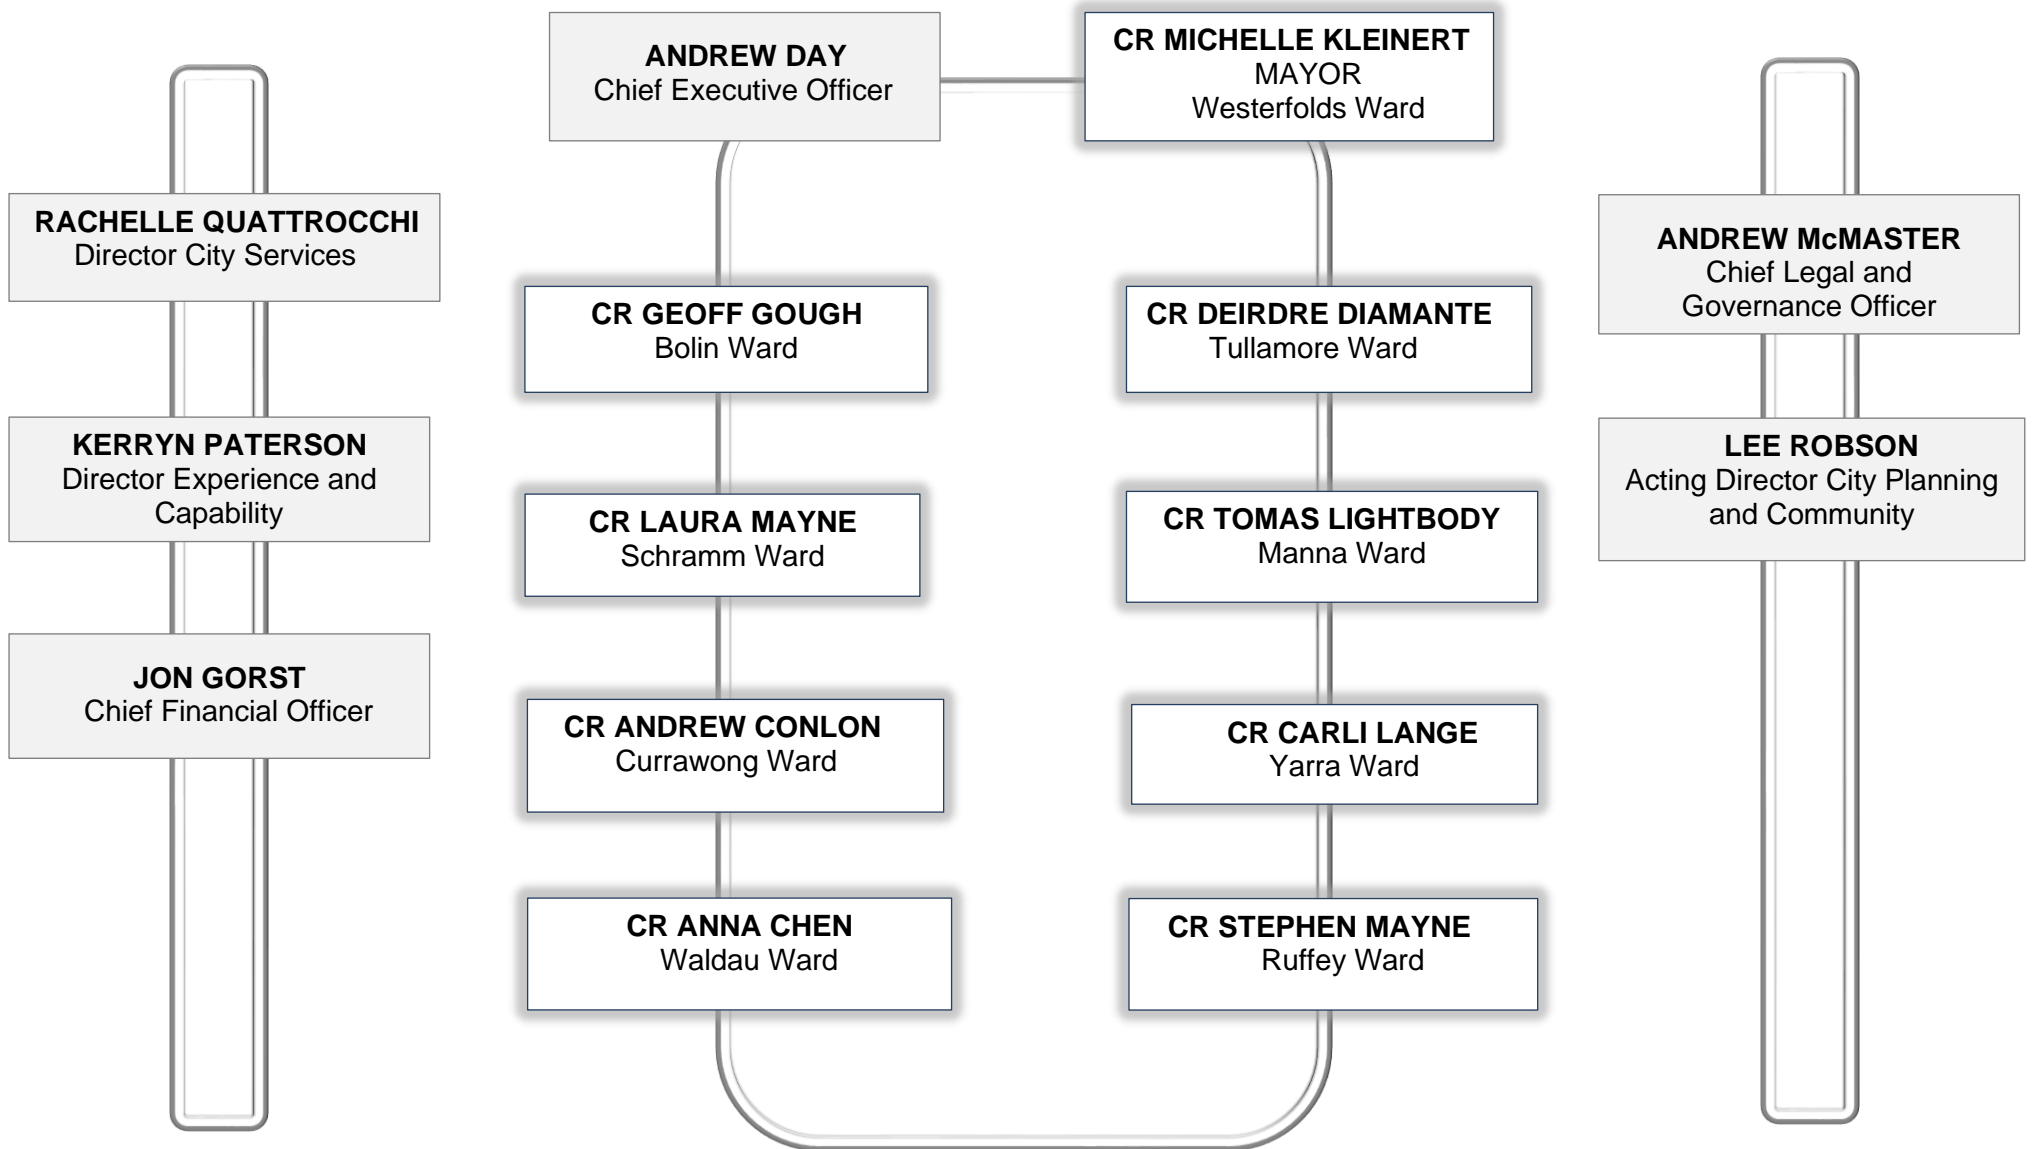 ANDREW DAY
Chief Executive Officer
CR MICHELLE KLEINERT
MAYOR
Westerfolds Ward
RACHELLE QUATTROCCHI
Director City Services
KERRYN PATERSON
Director Experience and
Capability
JON GORST
Chief Financial Officer
CR GEOFF GOUGH
Bolin Ward
CR LAURA MAYNE
Schramm Ward
CR ANDREW CONLON
Currawong Ward
CR ANNA CHEN
Waldau Ward
CR DEIRDRE DIAMANTE
Tullamore Ward
CR TOMAS LIGHTBODY
Manna Ward
CR CARLI LANGE
Yarra Ward
CR STEPHEN MAYNE
Ruffey Ward
ANDREW McMASTER
Chief Legal and
Governance Officer
LEE ROBSON
Acting Director City Planning
and Community